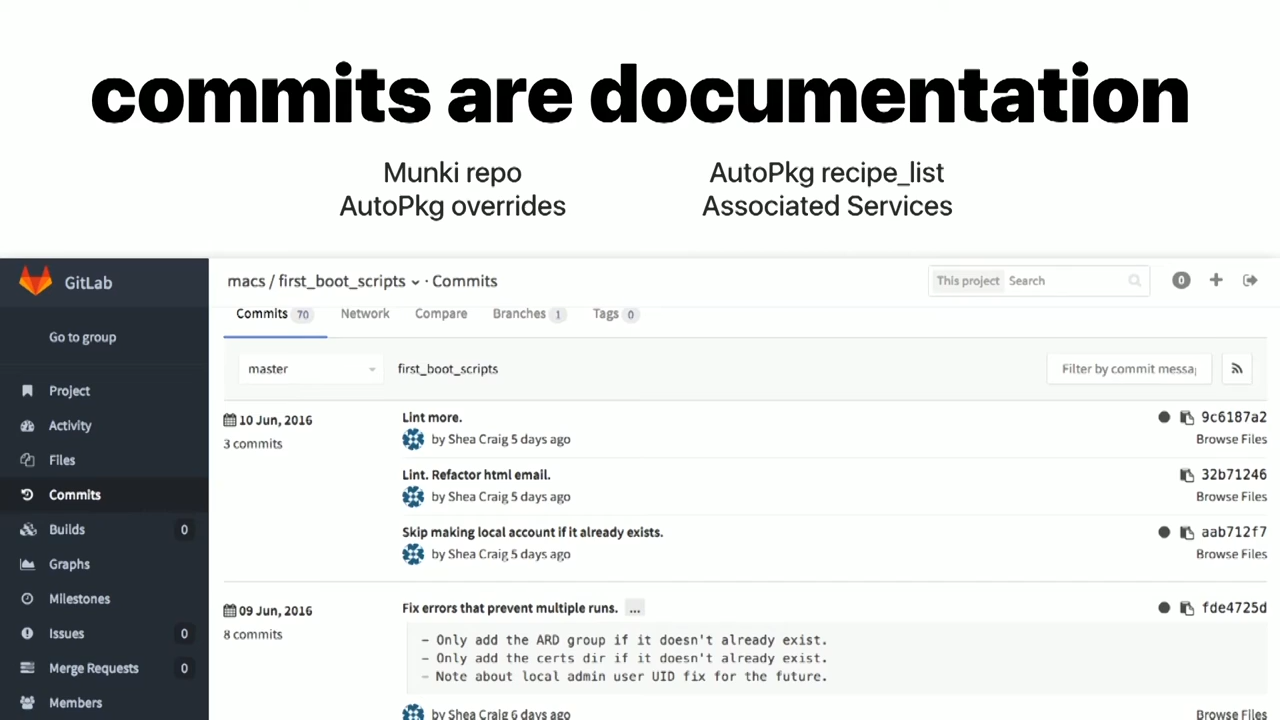 commits are documentation
Munki repo
AutoPkg overrides
AutoPkg recipe_list
Associated Services
GitLab
Go to group
Project
Activity
Files
Commits
Builds 0
Graphs
Milestones
Issues 0
Merge Requests 0
Members
macs / first_boot_scripts · Commits
This project Search
0
Commits 70 Network Compare Branches 1 Tags 0
master first_boot_scripts Filter by commit messa
10 Jun, 2016
3 commits
Lint more. 9c6187a2
by Shea Craig 5 days ago Browse Files
Lint. Refactor html email. 32b71246
by Shea Craig 5 days ago Browse Files
Skip making local account if it already exists. aab712f7
by Shea Craig 5 days ago Browse Files
09 Jun, 2016
8 commits
Fix errors that prevent multiple runs. ... fde4725d
- Only add the ARD group if it doesn't already exist.
- Only add the certs dir if it doesn't already exist.
- Note about local admin user UID fix for the future.
by Shea Craig 6 days ago Browse Files